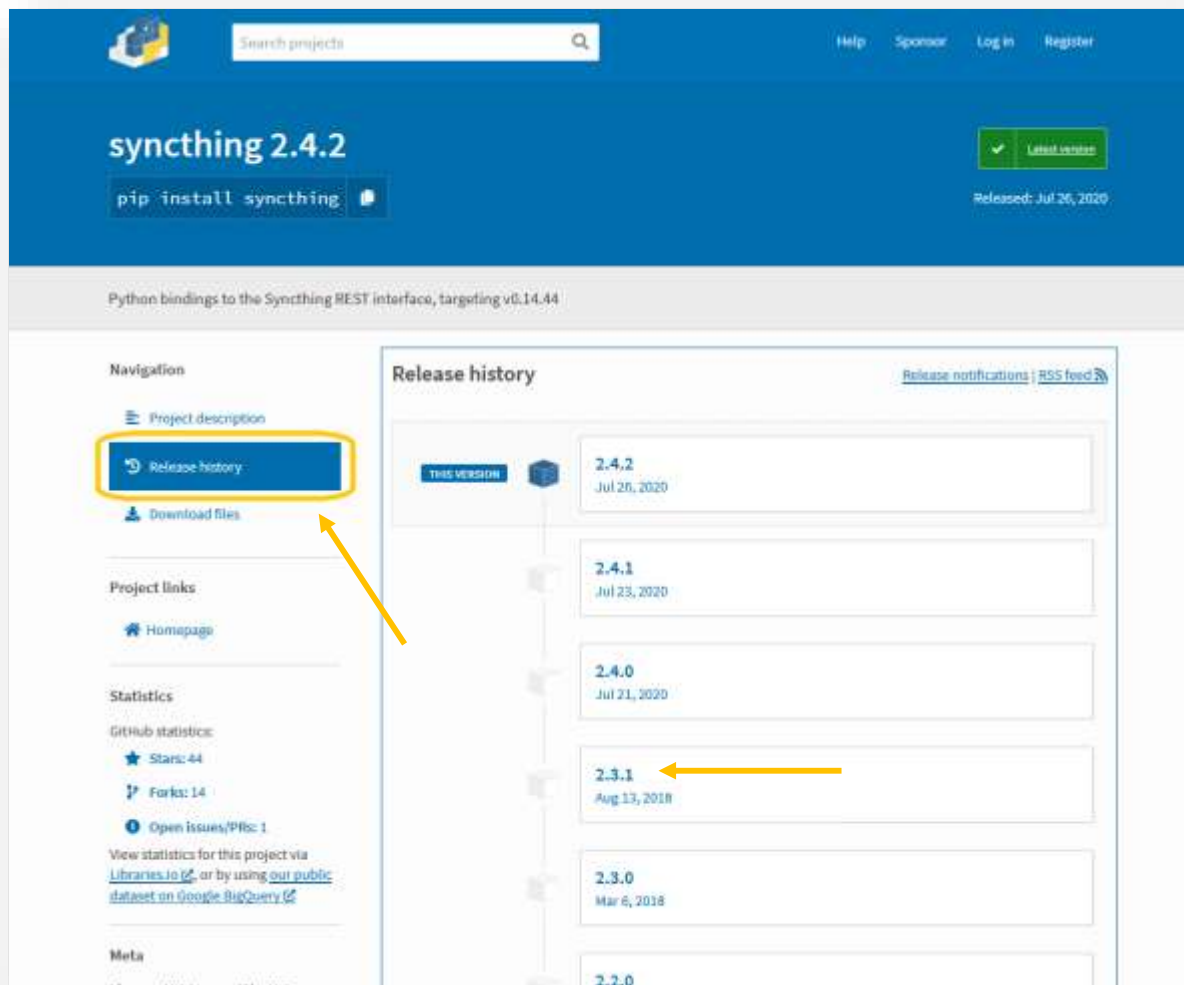 Search projects
Help Sponsor Log in Register
syncthing 2.4.2
pip install syncthing
Latest version
Released: Jul 26, 2020
Python bindings to the Syncthing REST interface, targeting v0.14.44
Navigation
Project description
Release history
Download files
Project links
Homepage
Statistics
GitHub statistics:
Stars: 44
Forks: 14
Open issues/PRs: 1
View statistics for this project via
Libraries.io, or by using our public
dataset on Google BigQuery
Meta
Release history
Release notifications | RSS feed
THIS VERSION
2.4.2
Jul 26, 2020
2.4.1
Jul 23, 2020
2.4.0
Jul 21, 2020
2.3.1
Aug 13, 2018
2.3.0
Mar 6, 2018
2.2.0